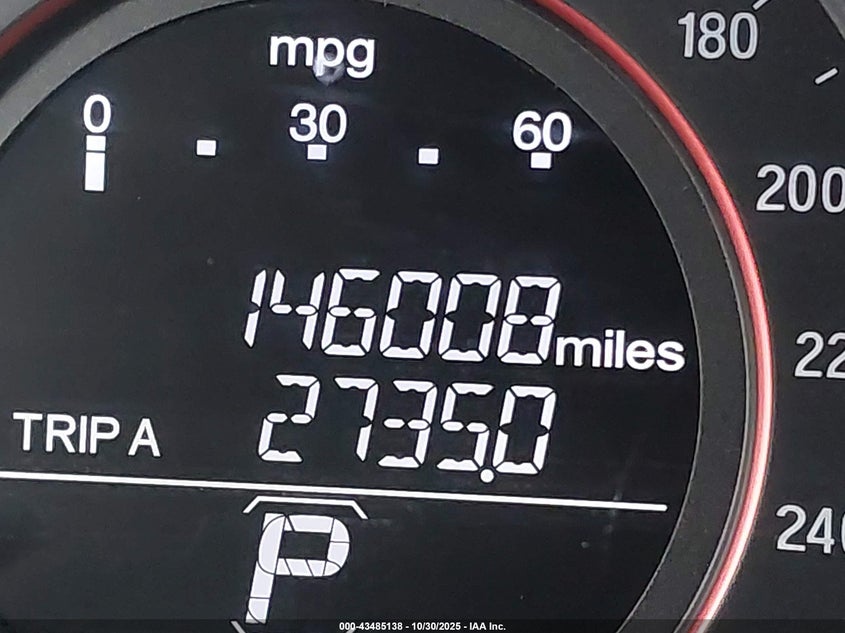 mpg
0 30 60
146008 miles
TRIP A 2735.0
P
180
200
000-43485138 - 10/30/2025 - IAA Inc.